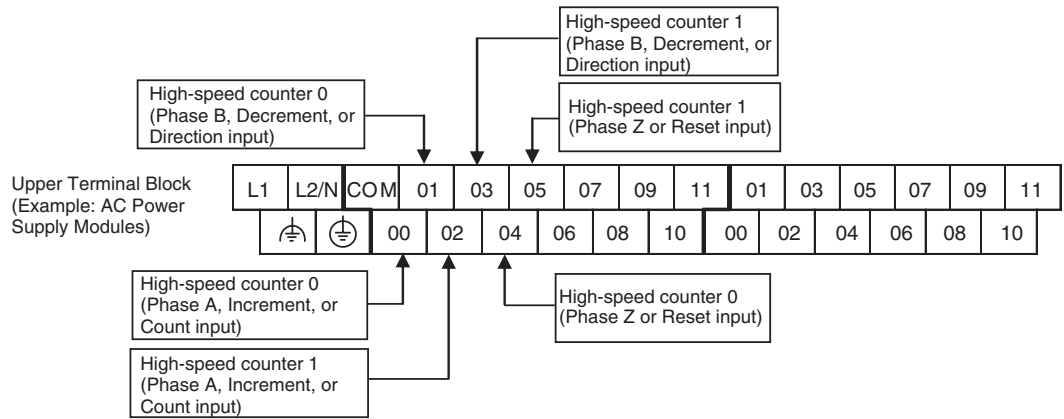 High-speed counter 1
(Phase B, Decrement, or
Direction input)
High-speed counter 0
(Phase B, Decrement, or
Direction input)
High-speed counter 1
(Phase Z or Reset input)
Upper Terminal Block
(Example: AC Power
Supply Modules)
L1 L2/N COM 01 03 05 07 09 11 01 03 05 07 09 11
00 02 04 06 08 10 00 02 04 06 08 10
High-speed counter 0
(Phase A, Increment, or
Count input)
High-speed counter 0
(Phase Z or Reset input)
High-speed counter 1
(Phase A, Increment, or
Count input)